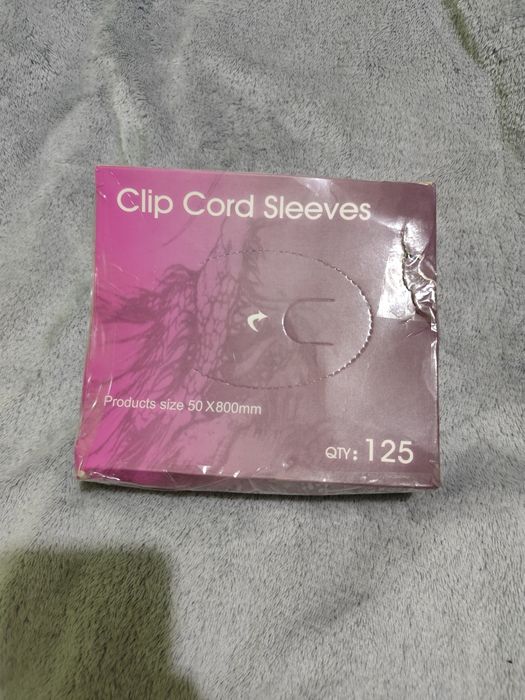 Clip Cord Sleeves
Products size 50 X800mm
QTY: 125